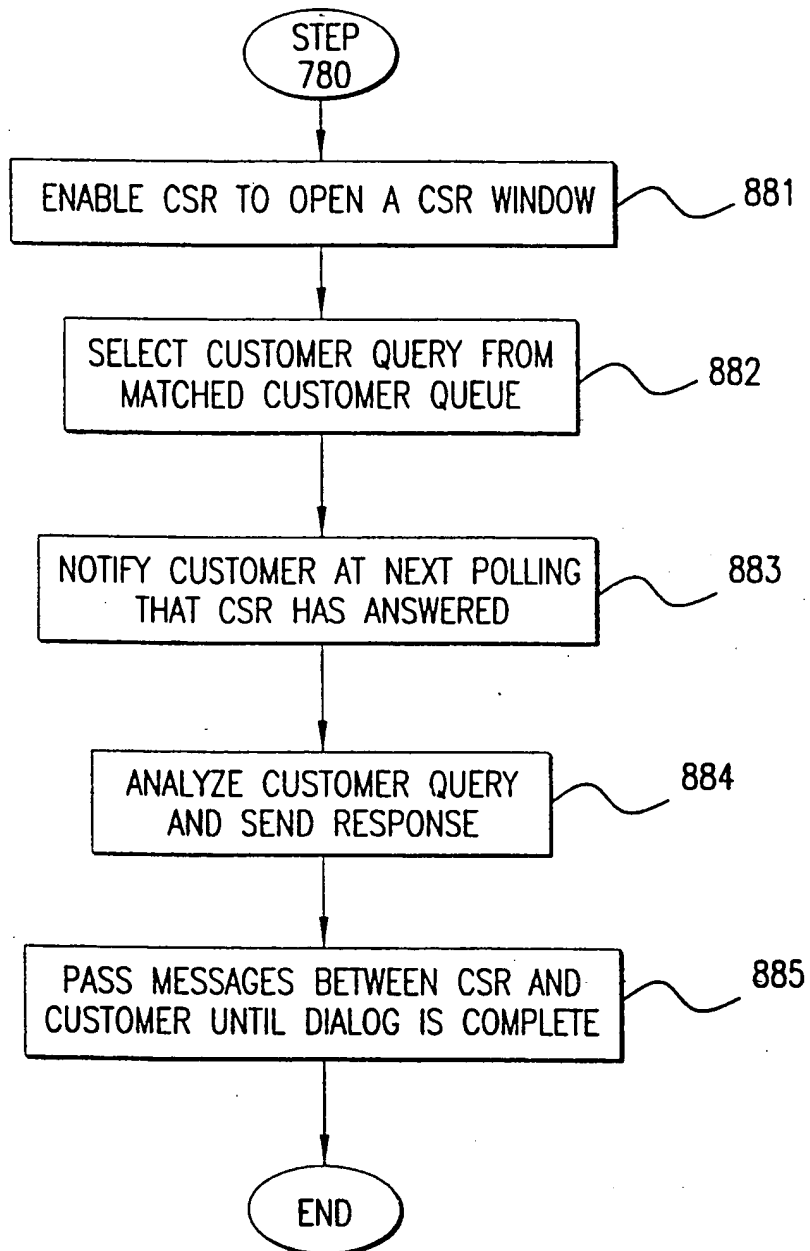 STEP
780
ENABLE CSR TO OPEN A CSR WINDOW
881
SELECT CUSTOMER QUERY FROM
MATCHED CUSTOMER QUEUE
882
NOTIFY CUSTOMER AT NEXT POLLING
THAT CSR HAS ANSWERED
883
ANALYZE CUSTOMER QUERY
AND SEND RESPONSE
884
PASS MESSAGES BETWEEN CSR AND
CUSTOMER UNTIL DIALOG IS COMPLETE
885
END